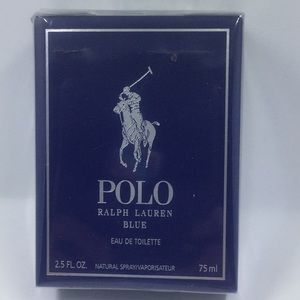 POLO
RALPH LAUREN
BLUE
EAU DE TOILETTE
2.5 FL. OZ. NATURAL SPRAY/VAPORISATEUR 75 ml